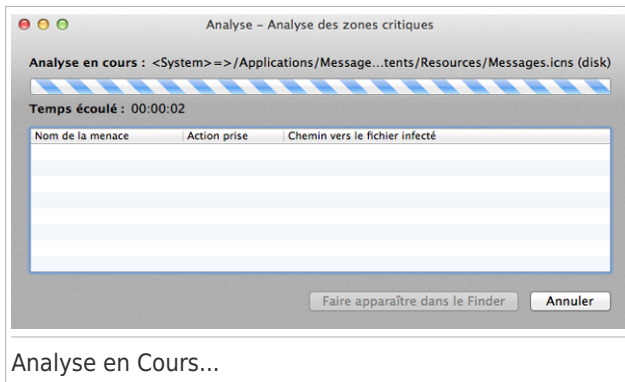 Analyse – Analyse des zones critiques
Analyse en cours : <System>=>/Applications/Message...tents/Resources/Messages.icns (disk)
Temps écoulé : 00:00:02
Nom de la menace Action prise Chemin vers le fichier infecté
Faire apparaître dans le Finder Annuler
Analyse en Cours...